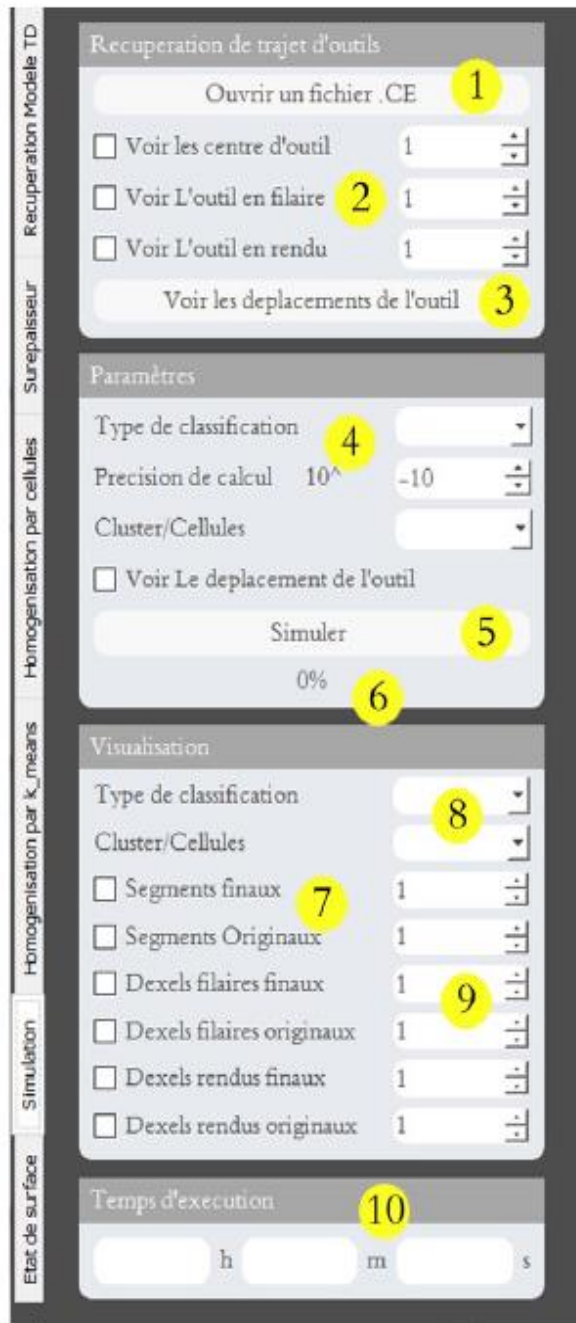 Recuperation Modele TD
Surepaisseur
Homogenisation par cellules
Homogenisation par k_means
Simulation
Etat de surface
Recuperation de trajet d'outils
Ouvrir un fichier .CE 1
Voir les centre d'outil 1
Voir L'outil en filaire 2 1
Voir L'outil en rendu 1
Voir les deplacements de l'outil 3
Paramètres
Type de classification 4
Precision de calcul 10^ -10
Cluster/Cellules
Voir Le deplacement de l'outil
Simuler 5
0% 6
Visualisation
Type de classification 8
Cluster/Cellules
Segments finaux 7 1
Segments Originaux 1
Dexels filaires finaux 1 9
Dexels filaires originaux 1
Dexels rendus finaux 1
Dexels rendus originaux 1
Temps d'execution 10
h m s